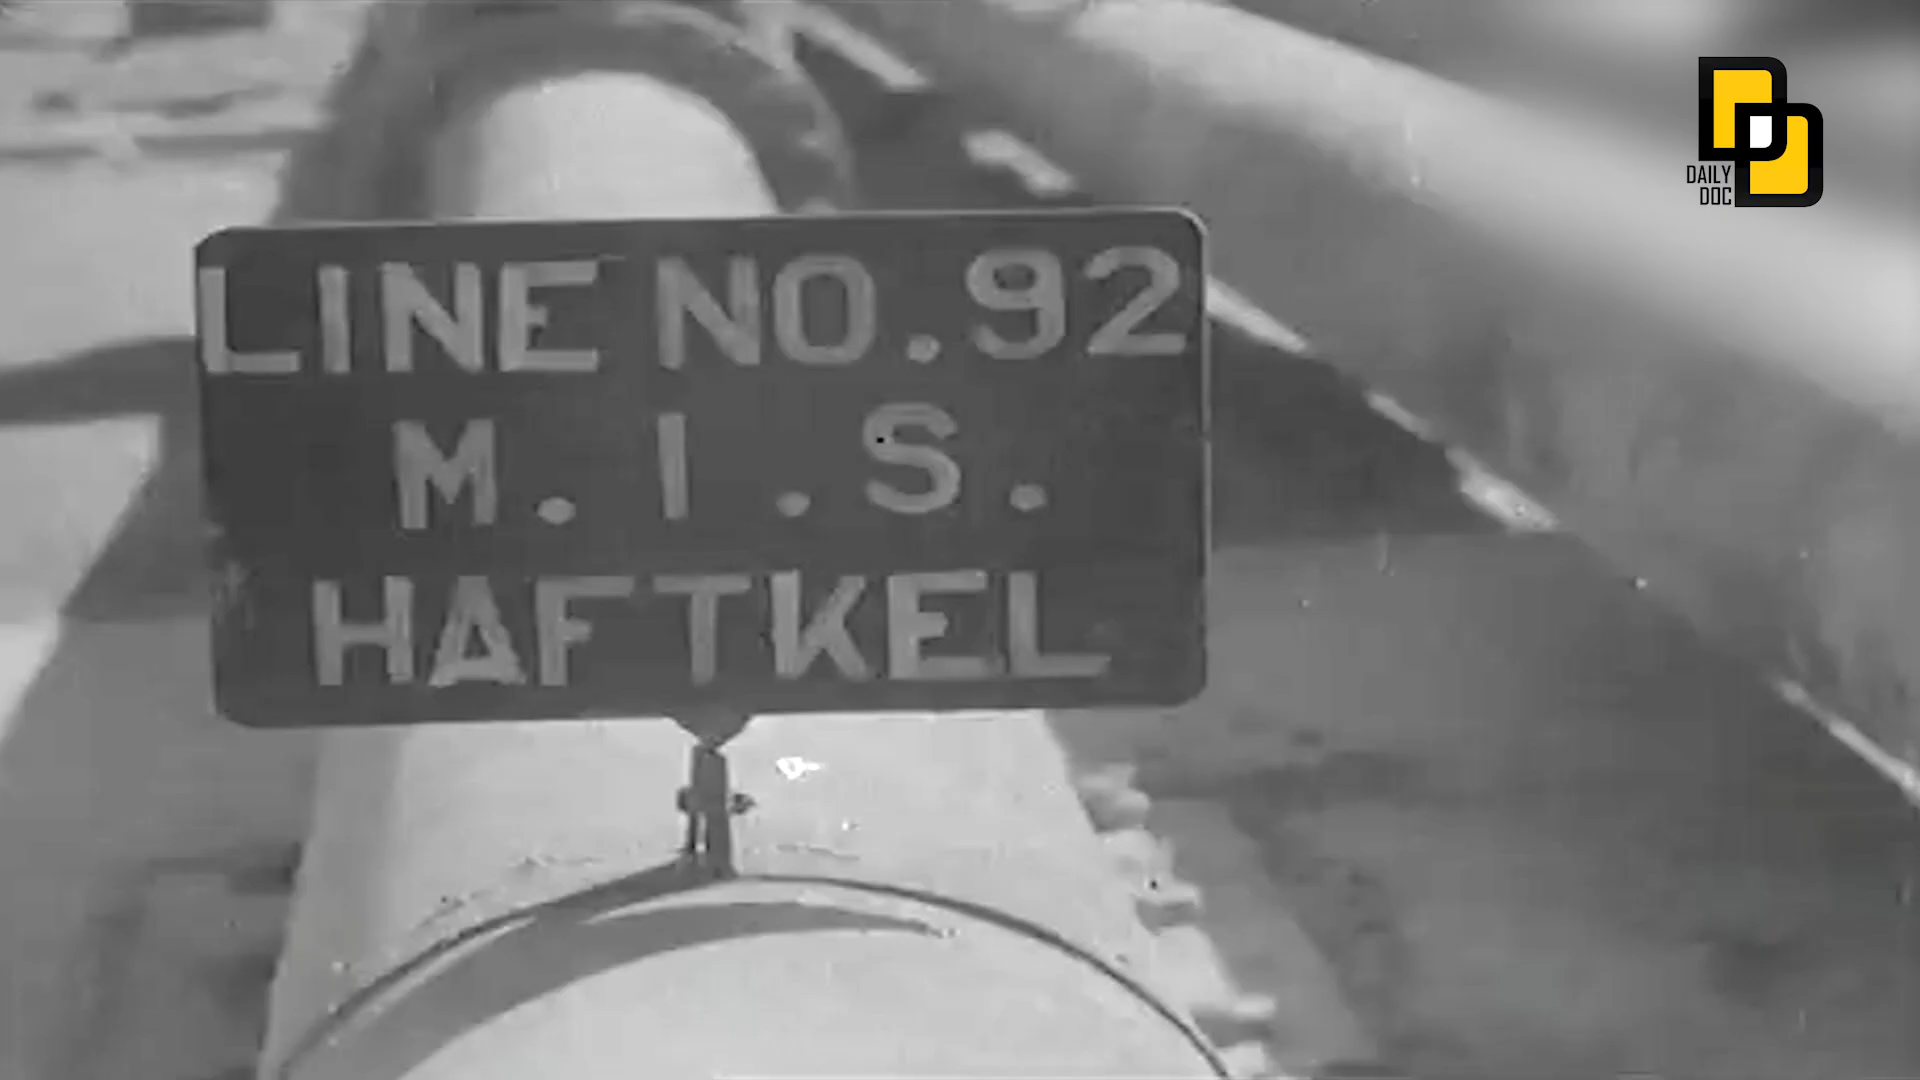 LINE NO. 92
M. I. S.
HAFTKEL
DAILY
DOC